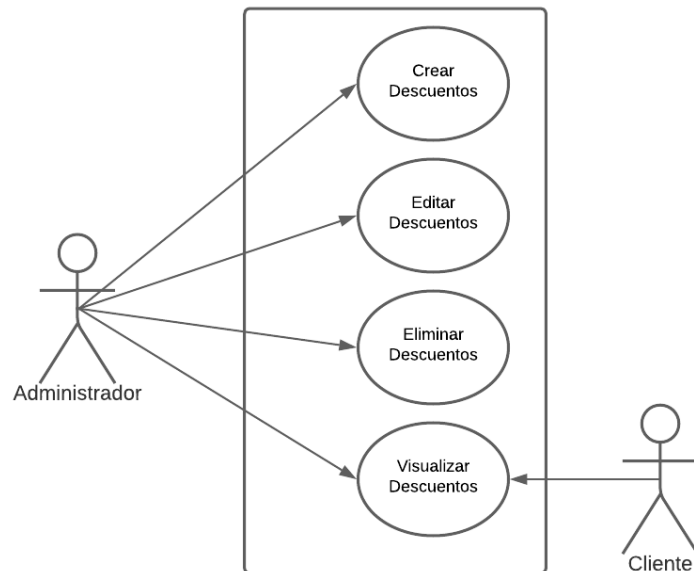 Crear
Descuentos
Editar
Descuentos
Eliminar
Descuentos
Administrador
Visualizar
Descuentos
Cliente